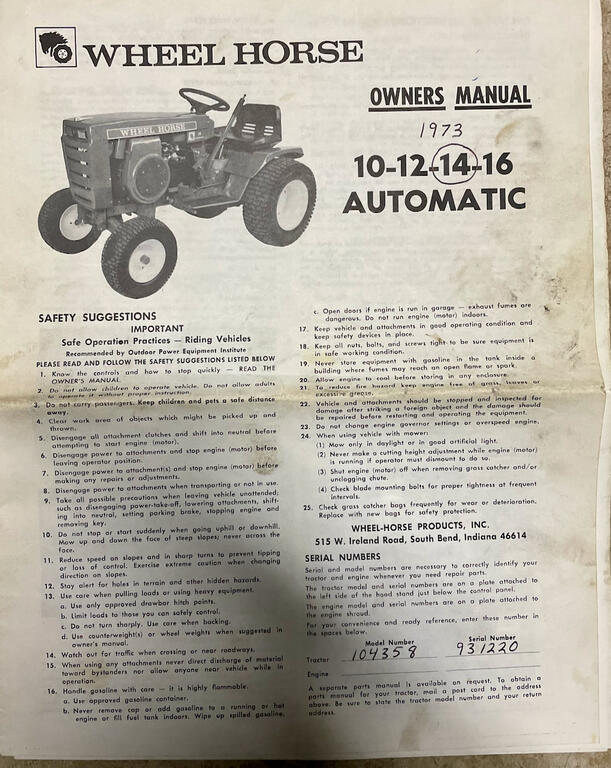 WHEEL HORSE
OWNERS MANUAL
1973
10-12-14-16
AUTOMATIC
WHEEL HORSE
SAFETY SUGGESTIONS
IMPORTANT
Safe Operation Practices — Riding Vehicles
Recommended by Outdoor Power Equipment Institute
PLEASE READ AND FOLLOW THE SAFETY SUGGESTIONS LISTED BELOW
1. Know the controls and how to stop quickly — READ THE
OWNER'S MANUAL.
2. Do not allow children to operate vehicle. Do not allow adults
to operate it without proper instruction.
3. Do not carry passengers. Keep children and pets a safe distance
away.
4. Clear work area of objects which might be picked up and
thrown.
5. Disengage all attachment clutches and shift into neutral before
attempting to start engine (motor).
6. Disengage power to attachments and stop engine (motor) before
leaving operator position.
7. Disengage power to attachment(s) and stop engine (motor) before
making any repairs or adjustments.
8. Disengage power to attachments when transporting or not in use.
9. Take all possible precautions when leaving vehicle unattended;
such as disengaging power-take-off, lowering attachments, shift-
ing into neutral, setting parking brake, stopping engine and
removing key.
10. Do not stop or start suddenly when going uphill or downhill.
Mow up and down the face of steep slopes; never across the
face.
11. Reduce speed on slopes and in sharp turns to prevent tipping
or loss of control. Exercise extreme caution when changing
direction on slopes.
12. Stay alert for holes in terrain and other hidden hazards.
13. Use care when pulling loads or using heavy equipment.
a. Use only approved drawbar hitch points.
b. Limit loads to those you can safely control.
c. Do not turn sharply. Use care when backing.
d. Use counterweight(s) or wheel weights when suggested in
owner's manual.
14. Watch out for traffic when crossing or near roadways.
15. When using any attachments never direct discharge of material
toward bystanders nor allow anyone near vehicle while in
operation.
16. Handle gasoline with care — it is highly flammable.
a. Use approved gasoline container.
b. Never remove cap or add gasoline to a running or hot
engine or fill fuel tank indoors. Wipe up spilled gasoline.
c. Open doors if engine is run in garage — exhaust fumes are
dangerous. Do not run engine (motor) indoors.
17. Keep vehicle and attachments in good operating condition and
keep safety devices in place.
18. Keep all nuts, bolts, and screws tight to be sure equipment is
in safe working condition.
19. Never store equipment with gasoline in the tank inside a
building where fumes may reach an open flame or spark.
20. Allow engine to cool before storing in any enclosure.
21. To reduce fire hazard keep engine free of grass, leaves or
excessive grease.
22. Vehicle and attachments should be stopped and inspected for
damage after striking a foreign object and the damage should
be repaired before restarting and operating the equipment.
23. Do not change engine governor settings or overspeed engine.
24. When using vehicle with mower:
(1) Mow only in daylight or in good artificial light.
(2) Never make a cutting height adjustment while engine (motor)
is running if operator must dismount to do so.
(3) Shut engine (motor) off when removing grass catcher and/or
unclogging chute.
(4) Check blade mounting bolts for proper tightness at frequent
intervals.
25. Check grass catcher bags frequently for wear or deterioration.
Replace with new bags for safety protection.
WHEEL-HORSE PRODUCTS, INC.
515 W. Ireland Road, South Bend, Indiana 46614
SERIAL NUMBERS
Serial and model numbers are necessary to correctly identify your
tractor and engine whenever you need repair parts.
The tractor model and serial numbers are on a plate attached to
the left side of the hood stand just below the control panel.
The engine model and serial numbers are on a plate attached to
the engine shroud.
For your convenience and ready reference, enter these number in
the spaces below.
Model Number Serial Number
Tractor 104358 931220
Engine
A separate parts manual is available on request. To obtain a
parts manual for your tractor, mail a post card to the address
above. Be sure to state the tractor model number and your return
address.